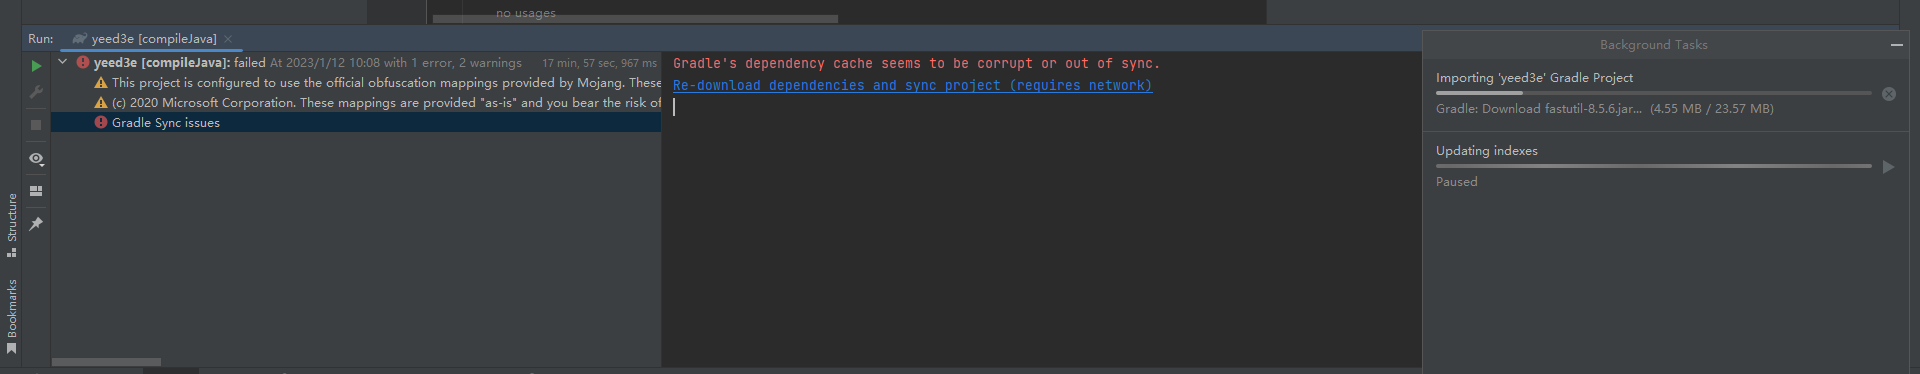 no usages
Run: yeed3e [compileJava]
Background Tasks
yeed3e [compileJava]: failed At 2023/1/12 10:08 with 1 error, 2 warnings 17 min, 57 sec, 967 ms
This project is configured to use the official obfuscation mappings provided by Mojang. These
(c) 2020 Microsoft Corporation. These mappings are provided "as-is" and you bear the risk of
Gradle Sync issues
Gradle's dependency cache seems to be corrupt or out of sync.
Re-download dependencies and sync project (requires network)
Importing 'yeed3e' Gradle Project
Gradle: Download fastutil-8.5.6.jar... (4.55 MB / 23.57 MB)
Updating indexes
Paused
Structure
Bookmarks